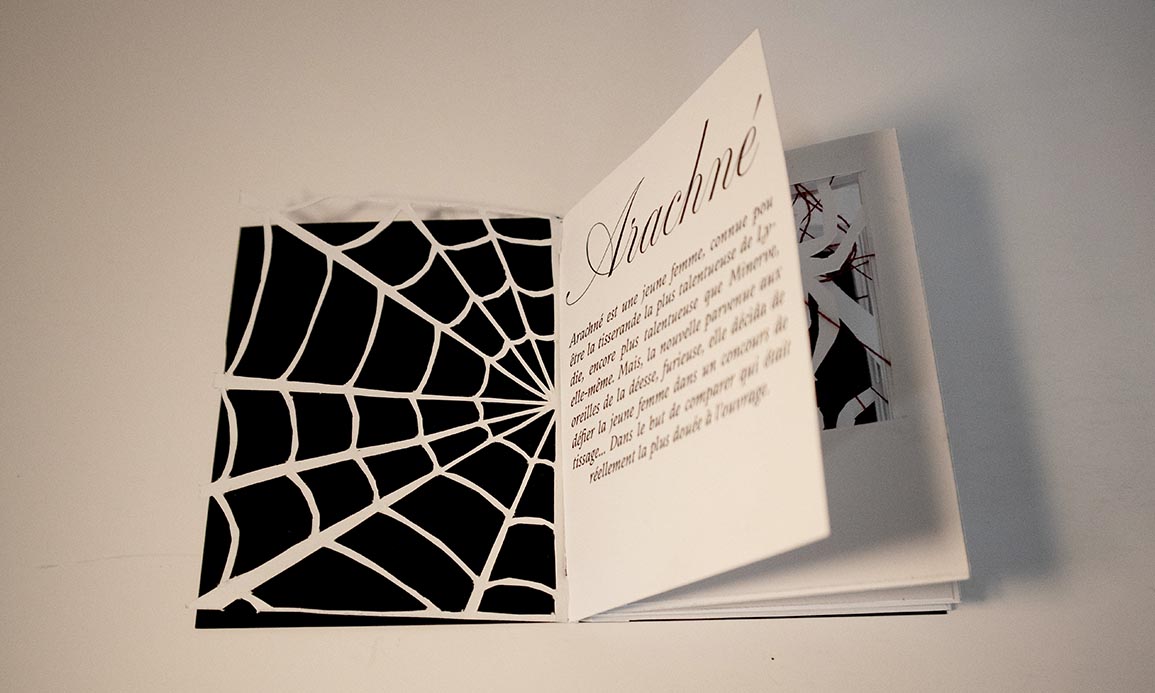 Arachné
Arachné est une jeune femme, connue pou
être la tisserande la plus talentueuse de Ly-
die, encore plus talentueuse que Minerve,
elle-même. Mais, la nouvelle parvenue aux
oreilles de la déesse, furieuse, elle décida de
défier la jeune femme dans un concours de
tissage... Dans le but de comparer qui était
réellement la plus douée à l'ouvrage.